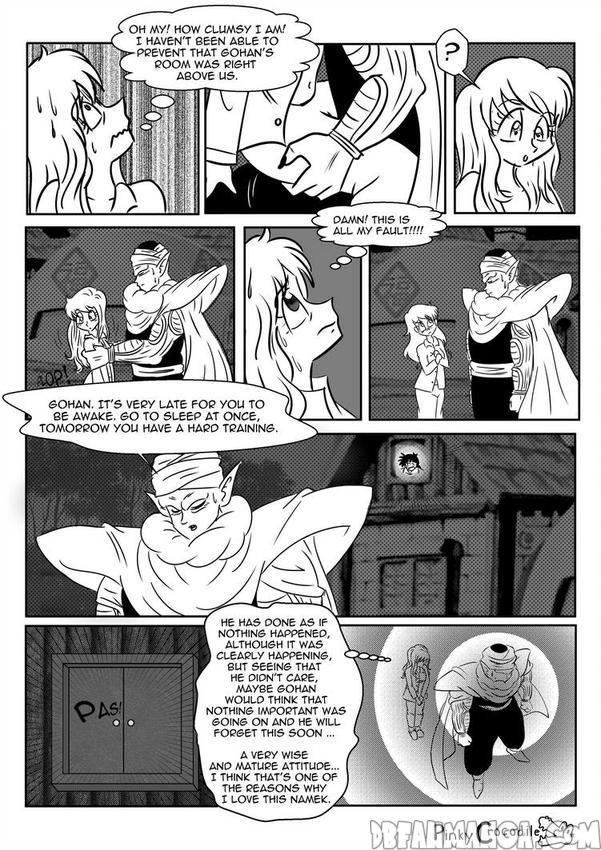 OH MY! HOW CLUMSY I AM!
I HAVEN'T BEEN ABLE TO
PREVENT THAT GOHAN'S
ROOM WAS RIGHT
ABOVE US.
?
DAMN! THIS IS
ALL MY FAULT!!!!
POP!
GOHAN. IT'S VERY LATE FOR YOU TO
BE AWAKE. GO TO SLEEP AT ONCE,
TOMORROW YOU HAVE A HARD TRAINING.
PAS!
HE HAS DONE AS IF
NOTHING HAPPENED,
ALTHOUGH IT WAS
CLEARLY HAPPENING,
BUT SEEING THAT
HE DIDN'T CARE,
MAYBE GOHAN
WOULD THINK THAT
NOTHING IMPORTANT WAS
GOING ON AND HE WILL
FORGET THIS SOON ...
A VERY WISE
AND MATURE ATTITUDE...
I THINK THAT'S ONE OF
THE REASONS WHY
I LOVE THIS NAMEK.
Pinky Crocodile
DBFANMANGA.COM